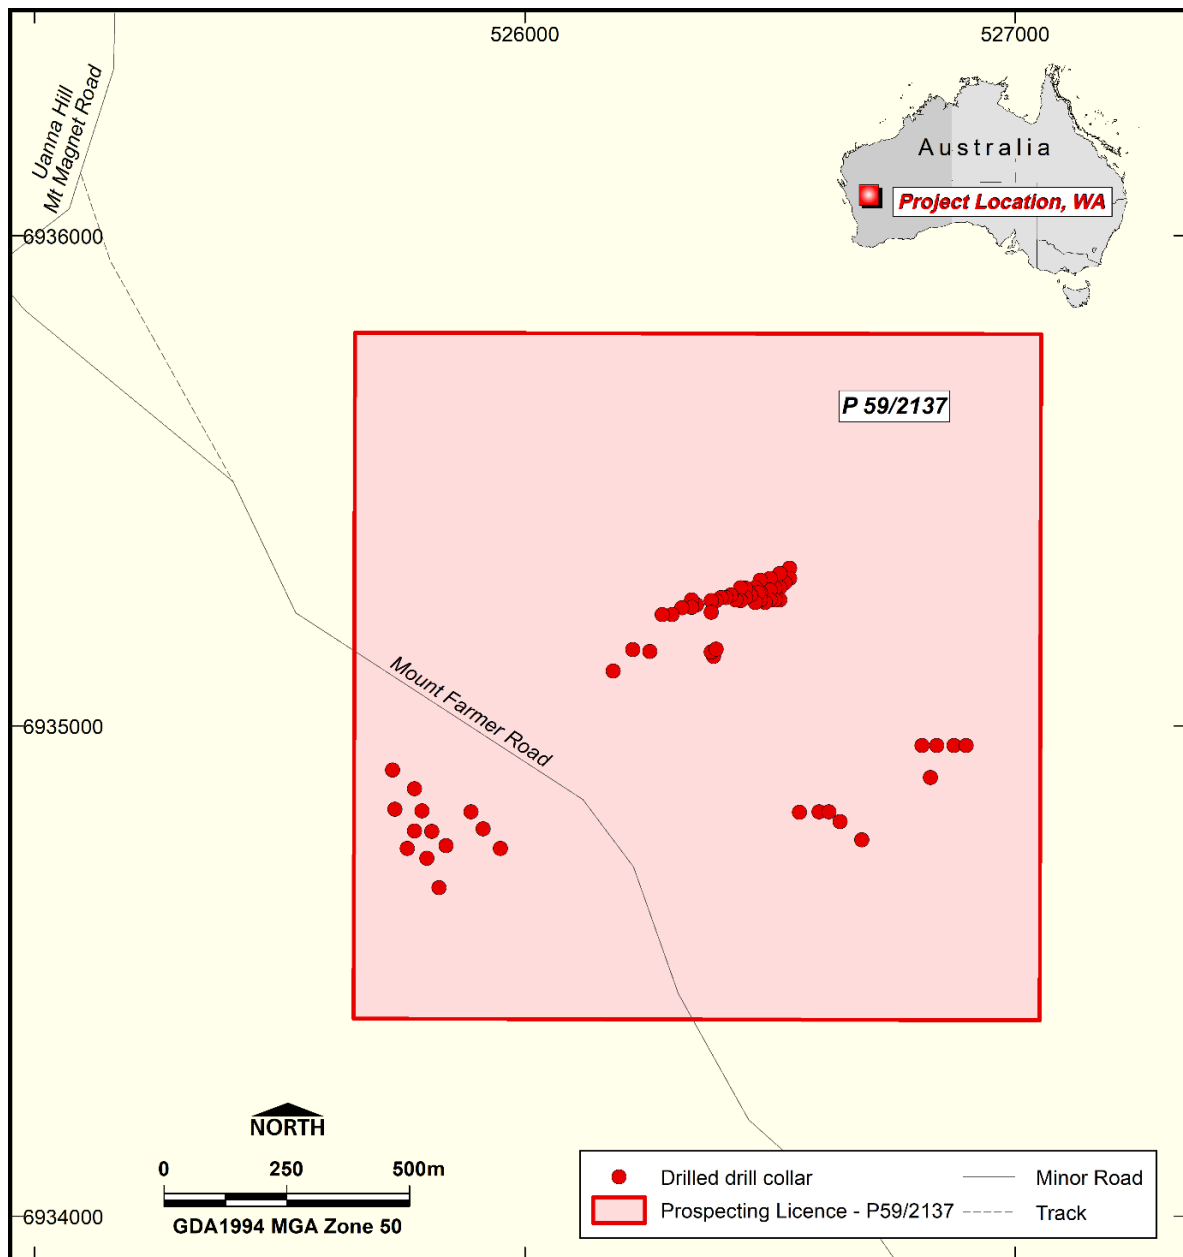 526000
527000
Uanna Hill
Mt Magnet Road
Australia
Project Location, WA
6936000
P 59/2137
Mount Farmer Road
6935000
NORTH
0 250 500m
GDA1994 MGA Zone 50
Drilled drill collar
Minor Road
Prospecting Licence - P59/2137
Track
6934000